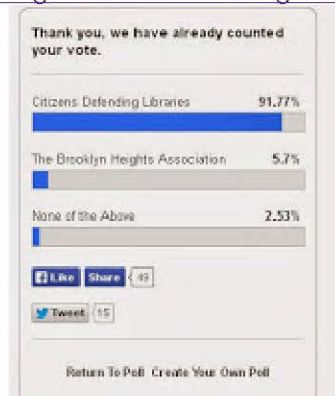 Thank you, we have already counted
your vote.
Citizens Defending Libraries 91.77%
The Brooklyn Heights Association 5.7%
None of the Above 2.53%
Like Share 49
Tweet 15
Return To Poll Create Your Own Poll